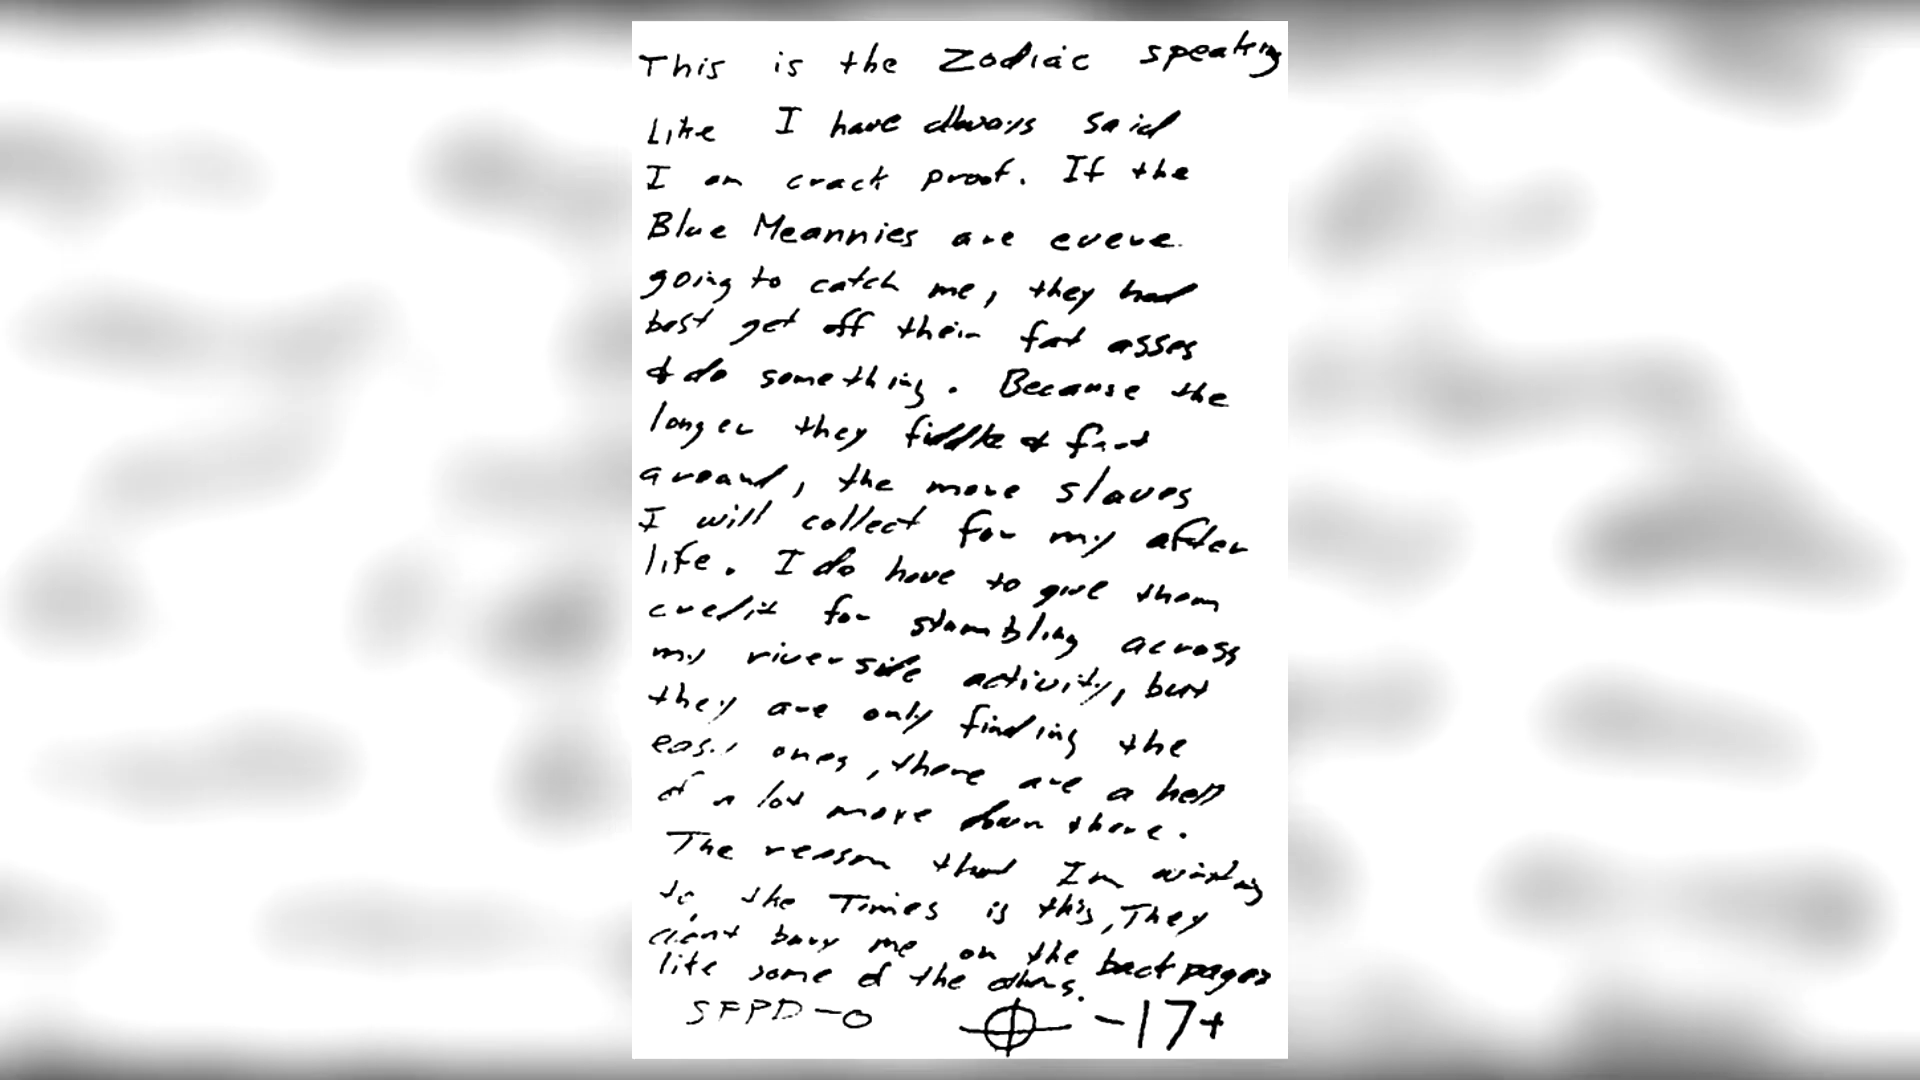 This is the Zodiac speaking
Like I have always said
I am crack proof. If the
Blue Meannies are evere
going to catch me, they had
best get off their fat asses
& do something. Because the
longer they fiddle & fart
around, the more slaves
I will collect for my after
life. I do have to give them
credit for stumbling across
my riverside activity, but
they are only finding the
easy ones, there are a hell
of a lot more down there.
The reason that Im writing
to the Times is this, They
don't bury me on the back pages
like some of the others.
SFPD-0 -17+